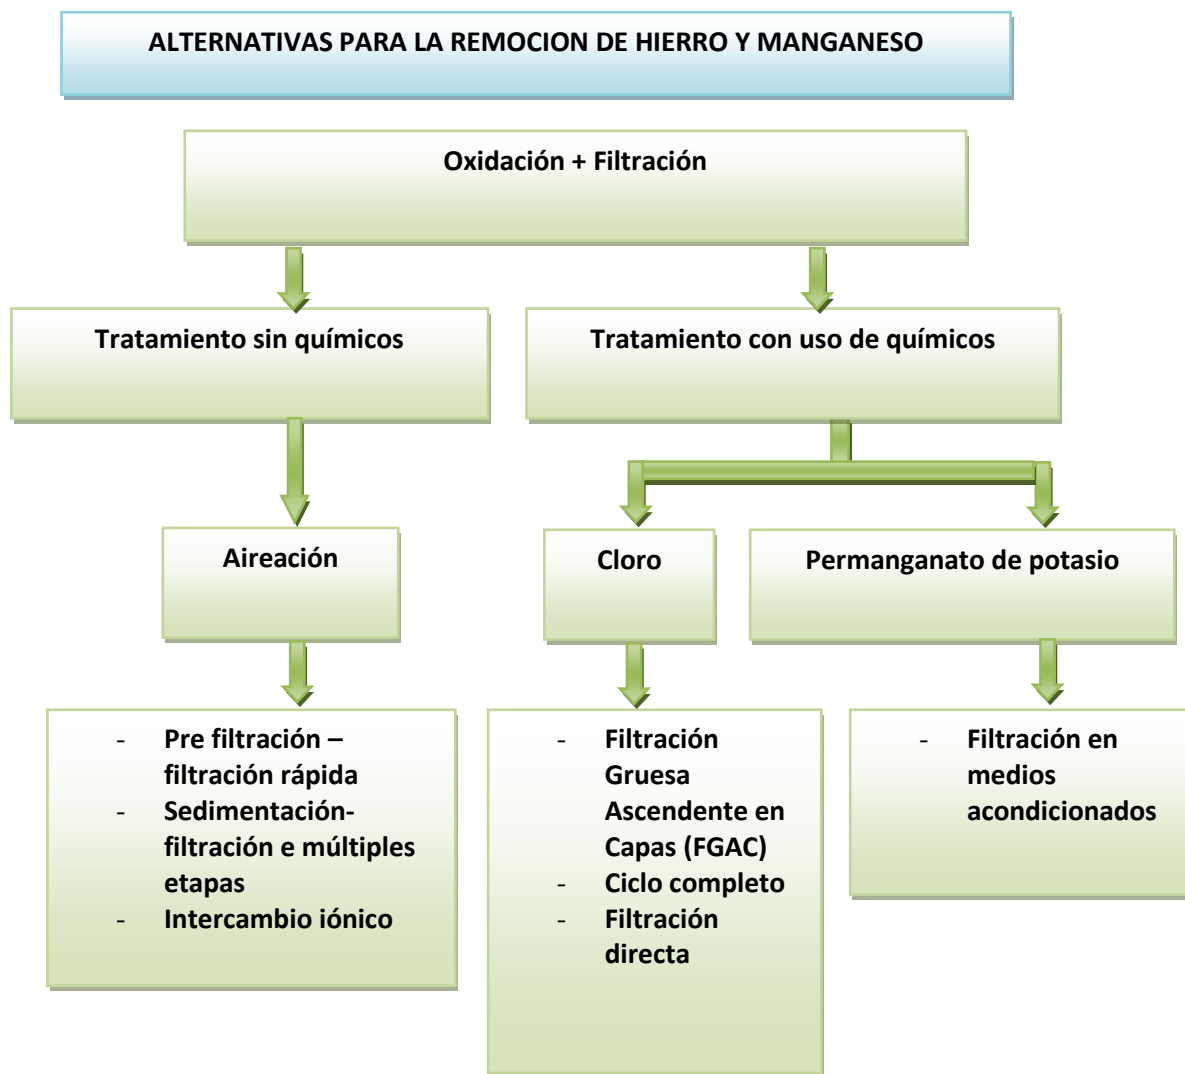 ALTERNATIVAS PARA LA REMOCION DE HIERRO Y MANGANESO
Oxidación + Filtración
Tratamiento sin químicos
Tratamiento con uso de químicos
Aireación
Cloro
Permanganato de potasio
- Pre filtración –
filtración rápida
- Sedimentación-
filtración e múltiples
etapas
- Intercambio iónico
- Filtración
Gruesa
Ascendente en
Capas (FGAC)
- Ciclo completo
- Filtración
directa
- Filtración en
medios
acondicionados